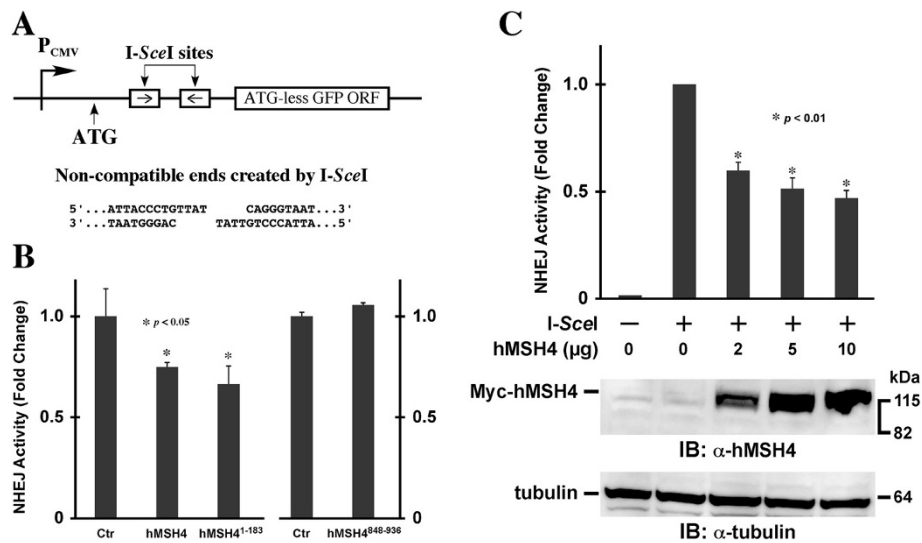 A
P_CMV
I-SceI sites
→ ←
ATG-less GFP ORF
ATG
Non-compatible ends created by I-SceI
5'...ATTACCCTGTTAT CAGGGTAAT...3'
3'...TAATGGGAC TATTGTCCCATTA...5'
B
NHEJ Activity (Fold Change)
1.0
0.5
0
* p < 0.05
* *
1.0
0.5
0
Ctr hMSH4 hMSH4^1-183 Ctr hMSH4^848-936
C
NHEJ Activity (Fold Change)
1.0
0.5
0
* p < 0.01
* * *
I-SceI — + + + +
hMSH4 (µg) 0 0 2 5 10
kDa
Myc-hMSH4 115
82
IB: α-hMSH4
tubulin 64
IB: α-tubulin